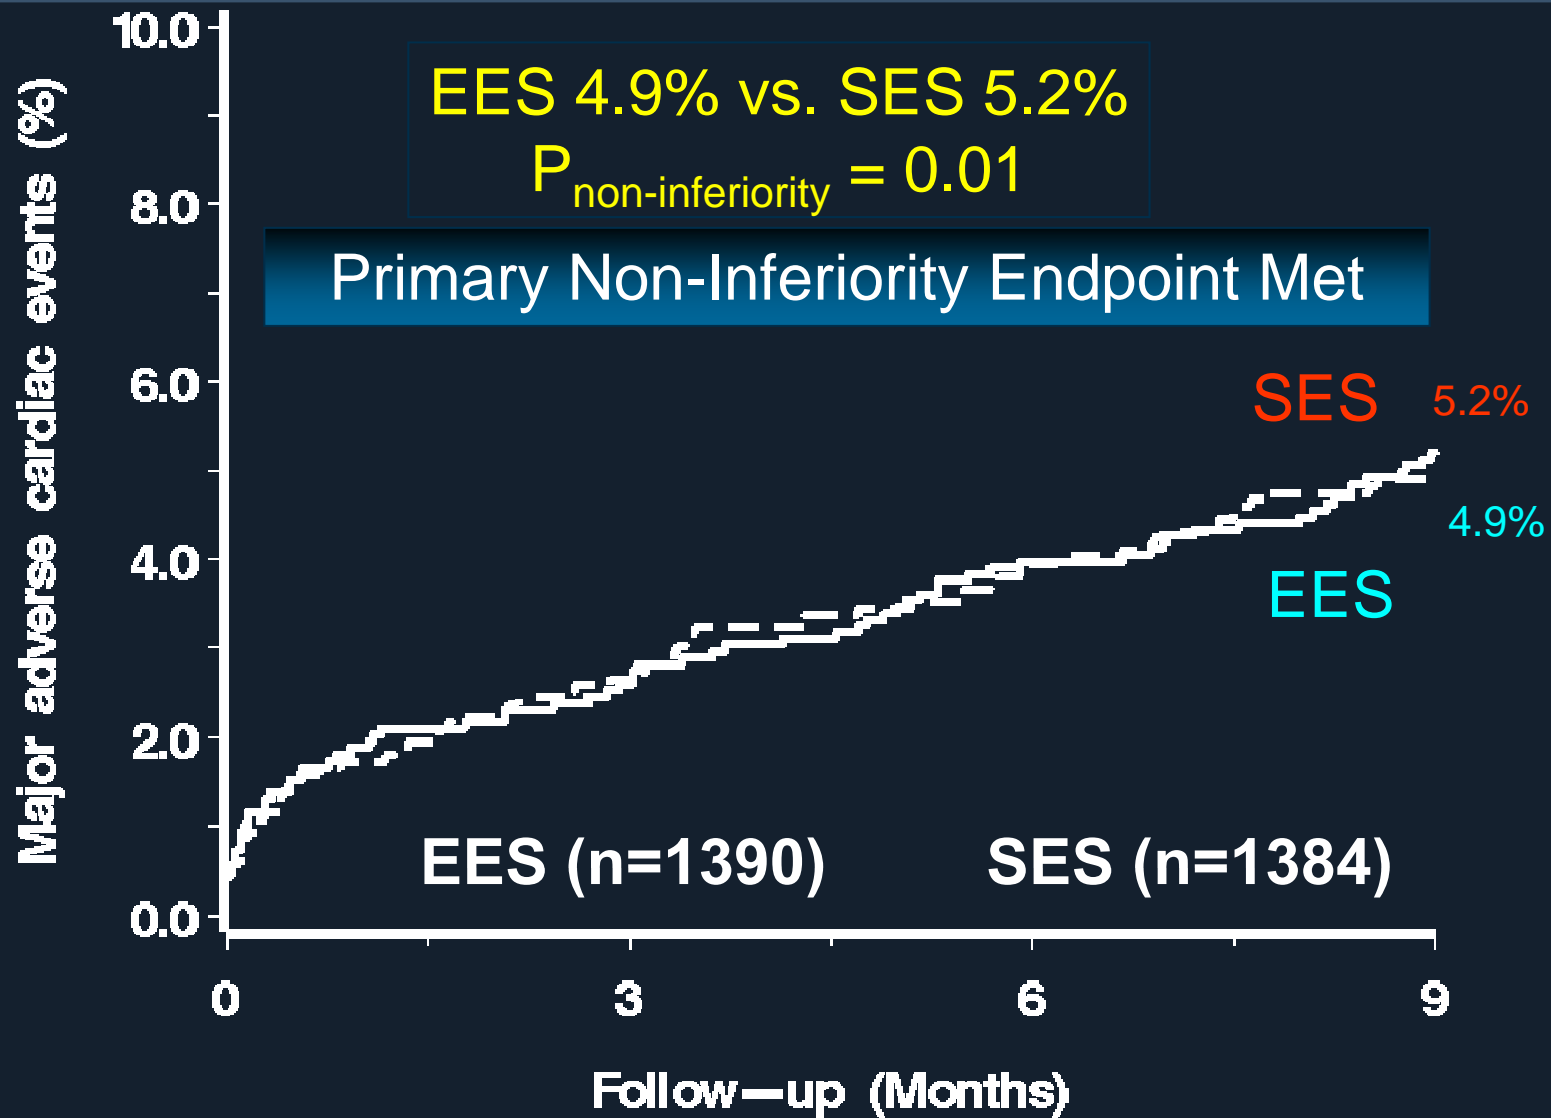 EES 4.9% vs. SES 5.2%
Pnon-inferiority = 0.01
Primary Non-Inferiority Endpoint Met
Major adverse cardiac events (%)
10.0
8.0
6.0
4.0
2.0
0.0
SES 5.2%
4.9%
EES
EES (n=1390) SES (n=1384)
0 3 6 9
Follow—up (Months)